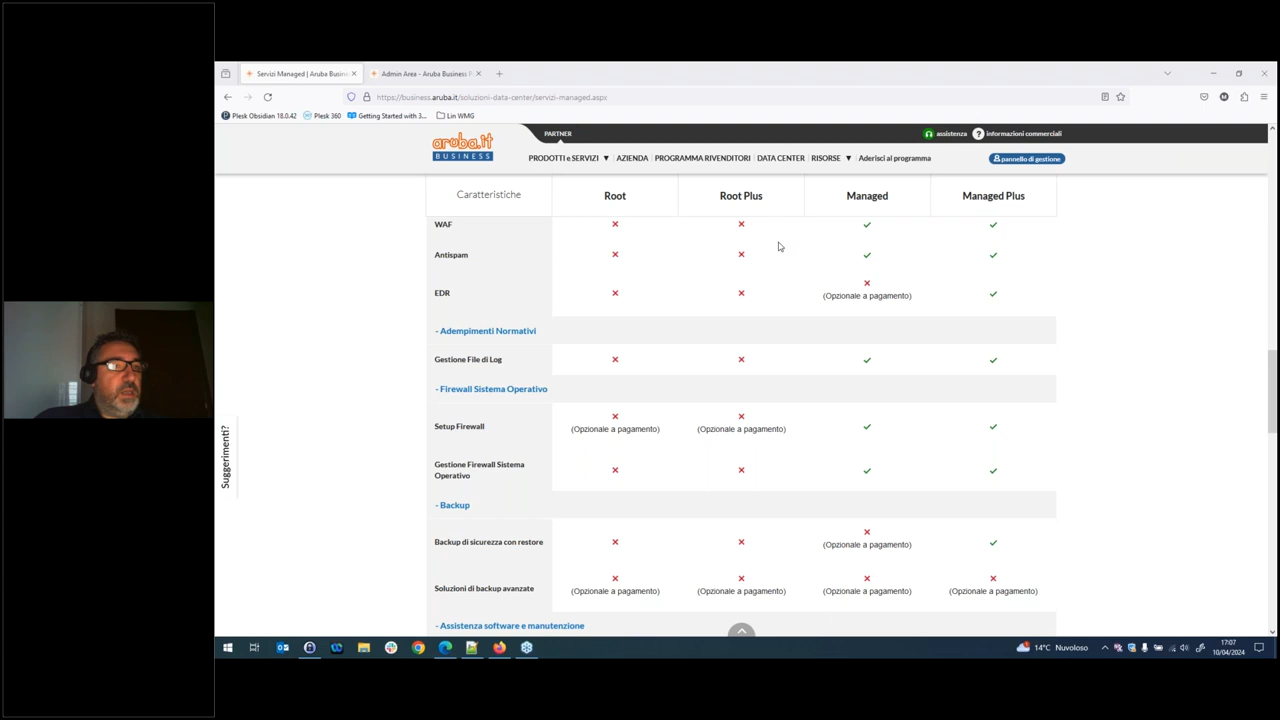 Servizi Managed | Aruba Busin
Admin Area - Aruba Business P
https://business.aruba.it/soluzioni-data-center/servizi-managed.aspx
Plesk Obsidian 18.0.42
Plesk 360
Getting Started with 3...
Lin WMG
aruba.it
BUSINESS
PARTNER
assistenza
informazioni commerciali
PRODOTTI e SERVIZI ▼ AZIENDA PROGRAMMA RIVENDITORI DATA CENTER RISORSE ▼ Aderisci al programma
pannello di gestione
Caratteristiche Root Root Plus Managed Managed Plus
WAF
Antispam
EDR
(Opzionale a pagamento)
- Adempimenti Normativi
Gestione File di Log
- Firewall Sistema Operativo
Setup Firewall
(Opzionale a pagamento) (Opzionale a pagamento)
Gestione Firewall Sistema
Operativo
- Backup
Backup di sicurezza con restore
(Opzionale a pagamento)
Soluzioni di backup avanzate
(Opzionale a pagamento) (Opzionale a pagamento) (Opzionale a pagamento) (Opzionale a pagamento)
- Assistenza software e manutenzione
Suggerimenti?
14°C Nuvoloso
17:07
10/04/2024